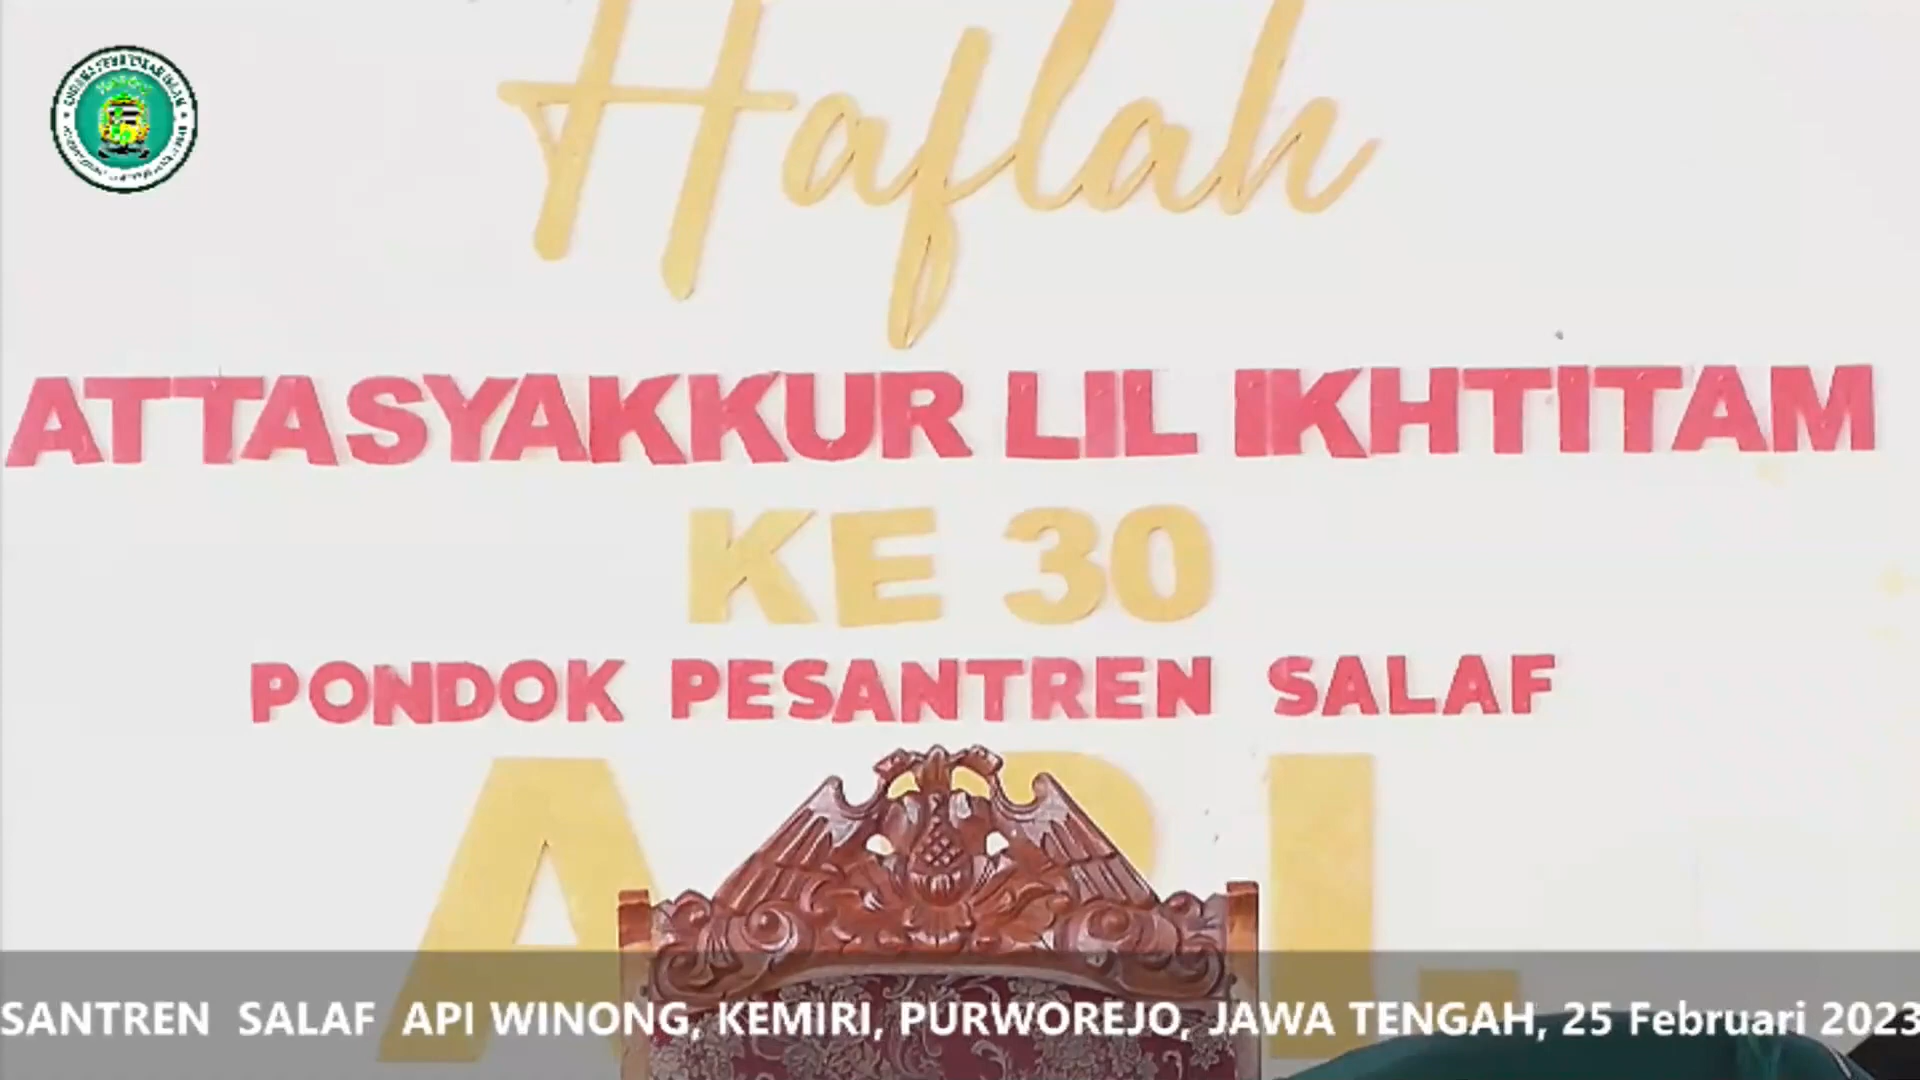 Haflah
ATTASYAKKUR LIL IKHTITAM
KE 30
PONDOK PESANTREN SALAF
SANTREN SALAF API WINONG, KEMIRI, PURWOREJO, JAWA TENGAH, 25 Februari 2023